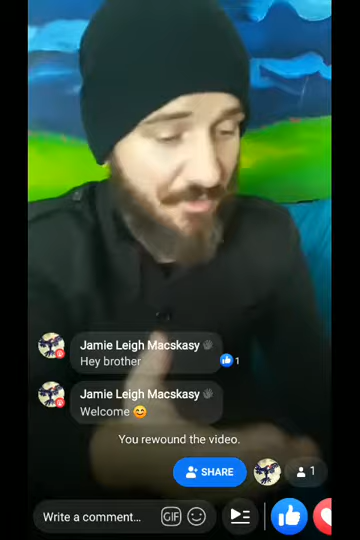 Jamie Leigh Macskasy
Hey brother
1
Jamie Leigh Macskasy
Welcome 😊
You rewound the video.
SHARE
1
Write a comment...
GIF